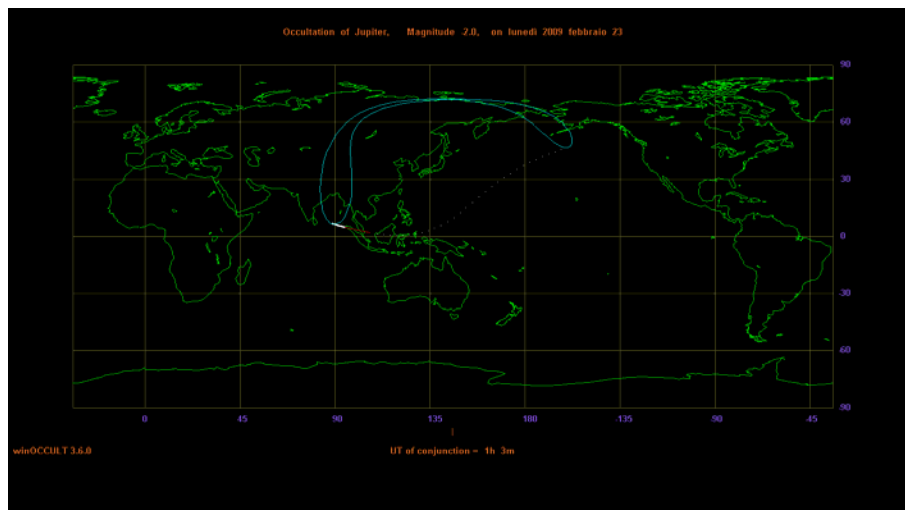 Occultation of Jupiter, Magnitude -2.0, on lunedì 2009 febbraio 23
90
60
30
0
-30
-60
-90
0 45 90 135 180 -135 -90 -45
winOCCULT 3.6.0 UT of conjunction = 1h 3m